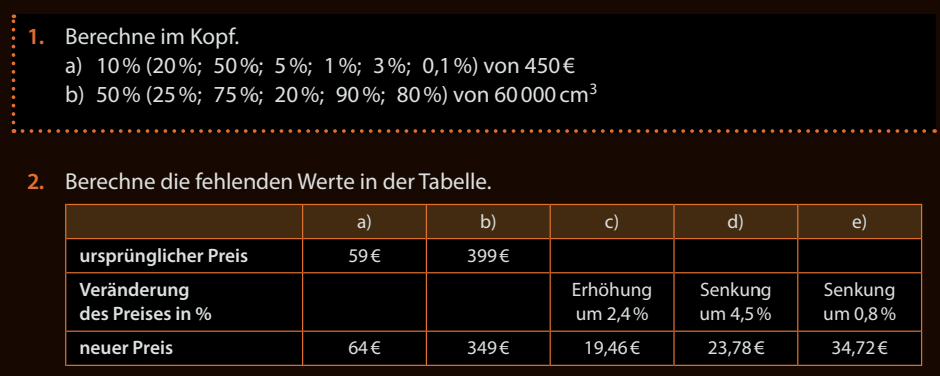 1. Berechne im Kopf.
a) 10 % (20 %; 50 %; 5 %; 1 %; 3 %; 0,1 %) von 450 €
b) 50 % (25 %; 75 %; 20 %; 90 %; 80 %) von 60 000 cm³
2. Berechne die fehlenden Werte in der Tabelle.
a) b) c) d) e)
ursprünglicher Preis 59 € 399 €
Veränderung Erhöhung Senkung Senkung
des Preises in % um 2,4 % um 4,5 % um 0,8 %
neuer Preis 64 € 349 € 19,46 € 23,78 € 34,72 €